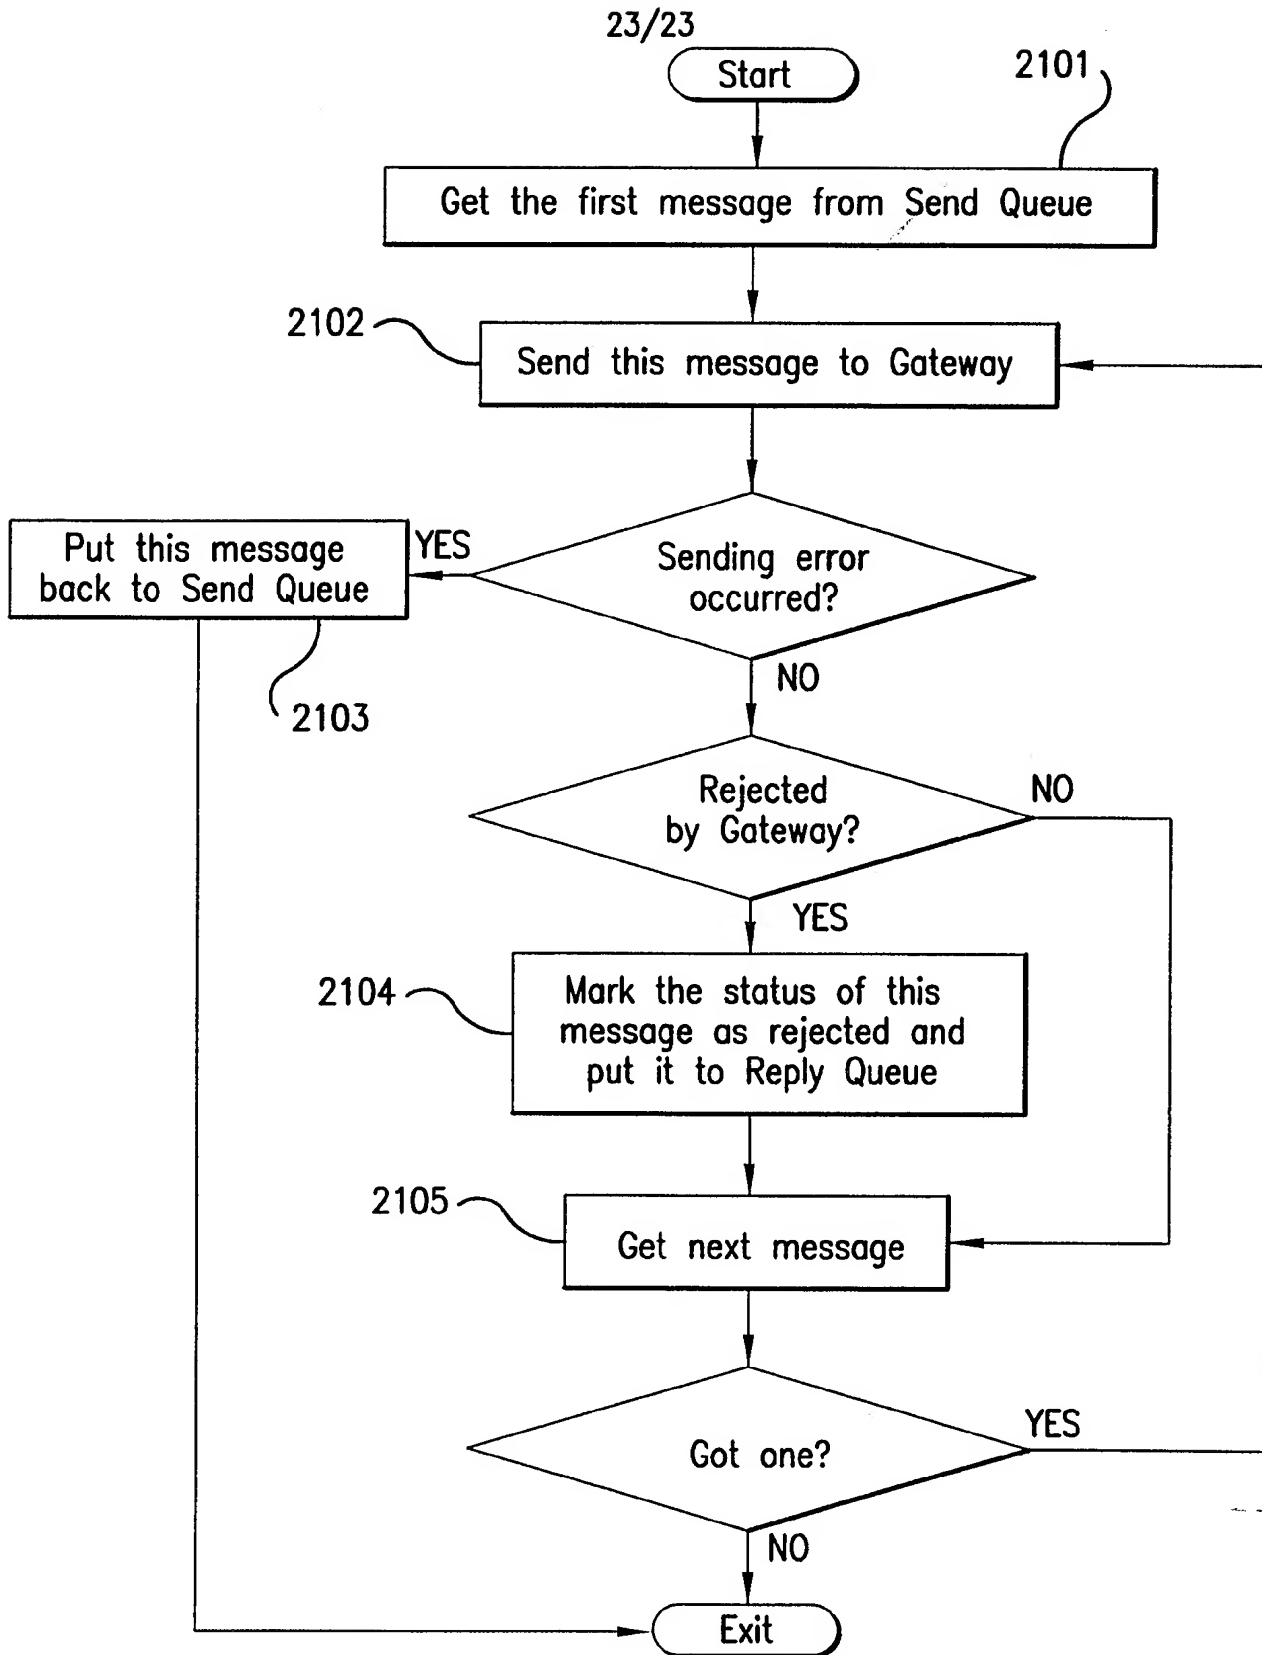 23/23
Start
2101
Get the first message from Send Queue
2102
Send this message to Gateway
Put this message
back to Send Queue
YES
Sending error
occurred?
2103
NO
Rejected
by Gateway?
NO
YES
2104
Mark the status of this
message as rejected and
put it to Reply Queue
2105
Get next message
Got one?
YES
NO
Exit